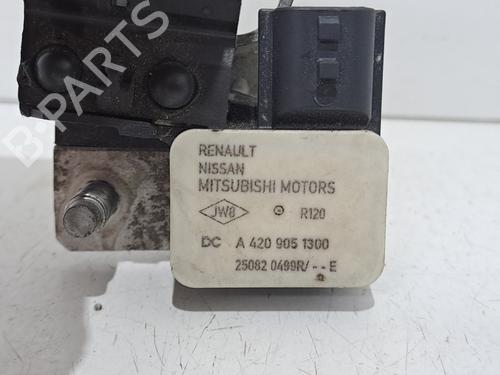 RENAULT
NISSAN
MITSUBISHI MOTORS
JW8 R120
DC A 420 905 1300
25082 0499R/--E
B-PARTS